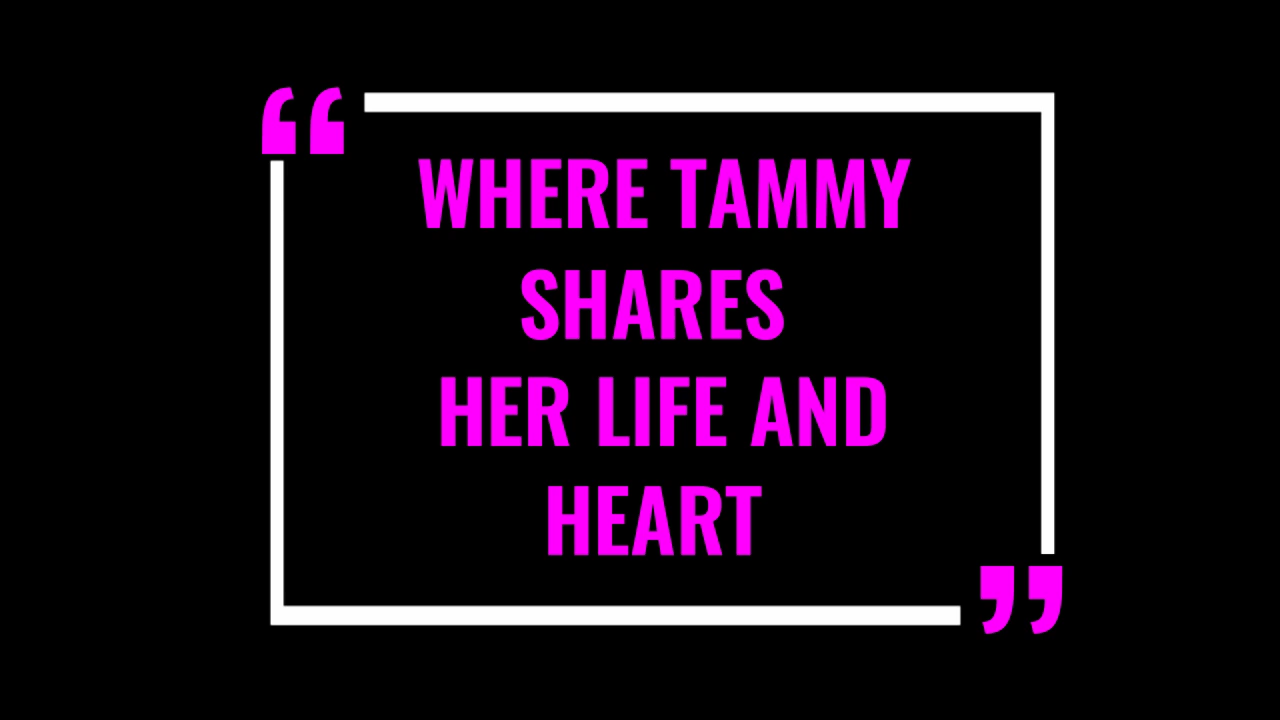 “
WHERE TAMMY
SHARES
HER LIFE AND
HEART
”